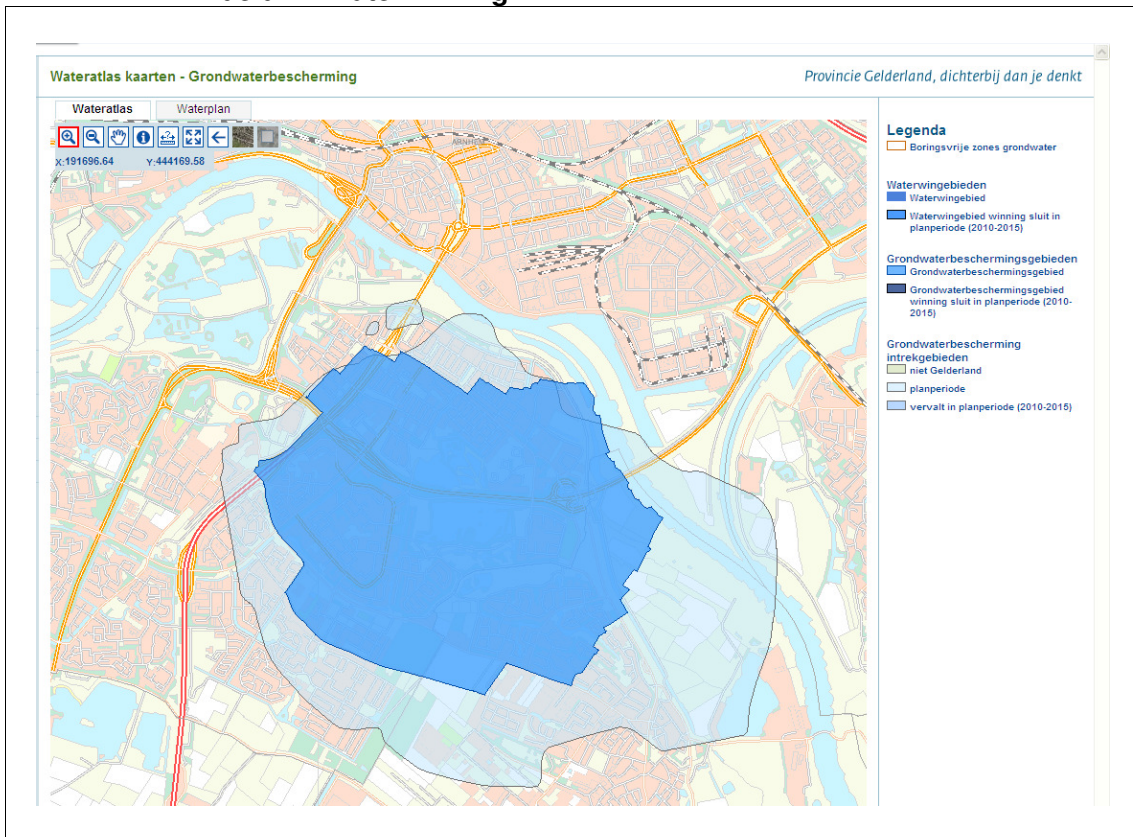 Wateratlas kaarten - Grondwaterbescherming
Provincie Gelderland, dichterbij dan je denkt
Wateratlas
Waterplan
X:191696.64 Y:444169.58
ARNHEM
Legenda
Boringsvrije zones grondwater
Waterwingebieden
Waterwingebied
Waterwingebied winning sluit in
planperiode (2010-2015)
Grondwaterbeschermingsgebieden
Grondwaterbeschermingsgebied
Grondwaterbeschermingsgebied
winning sluit in planperiode (2010-
2015)
Grondwaterbescherming
intrekgebieden
niet Gelderland
planperiode
vervalt in planperiode (2010-2015)